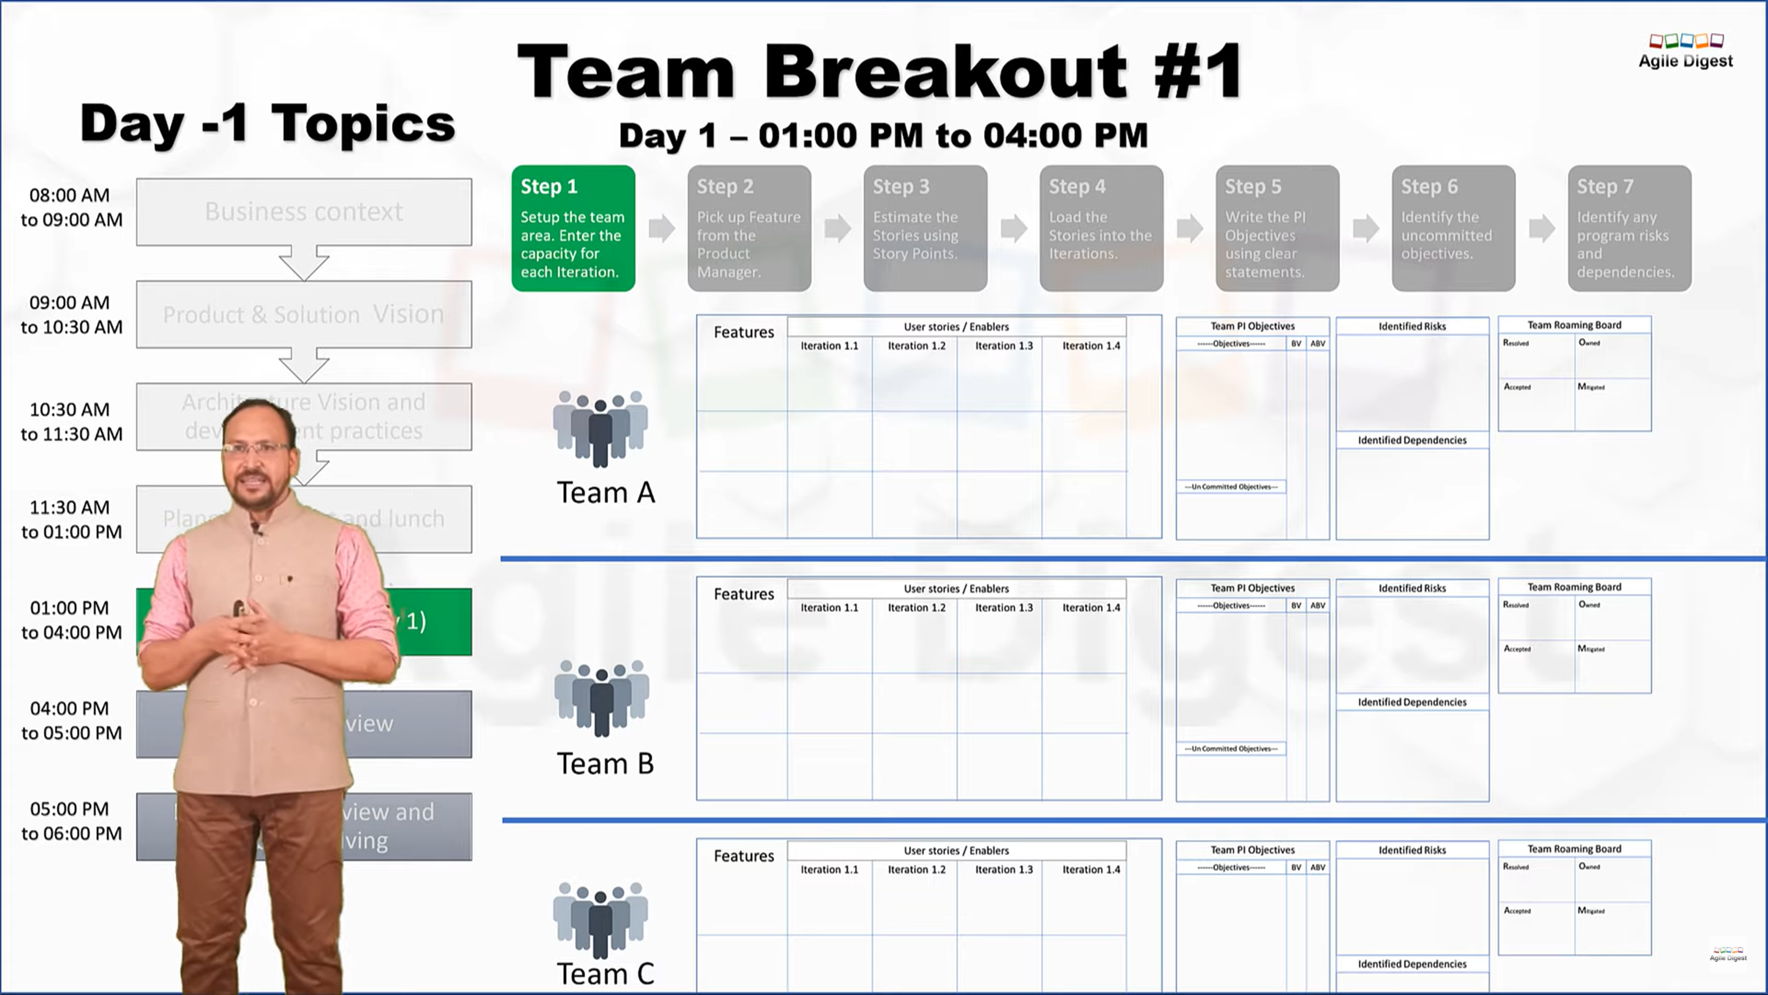 Team Breakout #1
Agile Digest
Day -1 Topics
Day 1 – 01:00 PM to 04:00 PM
08:00 AM
to 09:00 AM
Business context
09:00 AM
to 10:30 AM
Product & Solution Vision
10:30 AM
to 11:30 AM
Vision and
practices
11:30 AM
to 01:00 PM
and lunch
01:00 PM
to 04:00 PM
1)
04:00 PM
to 05:00 PM
view
05:00 PM
to 06:00 PM
view and
lving
Step 1
Setup the team
area. Enter the
capacity for
each Iteration.
Step 2
Pick up Feature
from the
Product
Manager.
Step 3
Estimate the
Stories using
Story Points.
Step 4
Load the
Stories into the
Iterations.
Step 5
Write the PI
Objectives
using clear
statements.
Step 6
Identify the
uncommitted
objectives.
Step 7
Identify any
program risks
and
dependencies.
Team A
Features
User stories / Enablers
Iteration 1.1 Iteration 1.2 Iteration 1.3 Iteration 1.4
Team PI Objectives
------Objectives------ BV ABV
---Un Committed Objectives---
Identified Risks
Identified Dependencies
Team Roaming Board
Resolved Owned
Accepted Mitigated
Team B
Features
User stories / Enablers
Iteration 1.1 Iteration 1.2 Iteration 1.3 Iteration 1.4
Team PI Objectives
------Objectives------ BV ABV
---Un Committed Objectives---
Identified Risks
Identified Dependencies
Team Roaming Board
Resolved Owned
Accepted Mitigated
Team C
Features
User stories / Enablers
Iteration 1.1 Iteration 1.2 Iteration 1.3 Iteration 1.4
Team PI Objectives
------Objectives------ BV ABV
Identified Risks
Identified Dependencies
Team Roaming Board
Resolved Owned
Accepted Mitigated
Agile Digest
Agile Digest